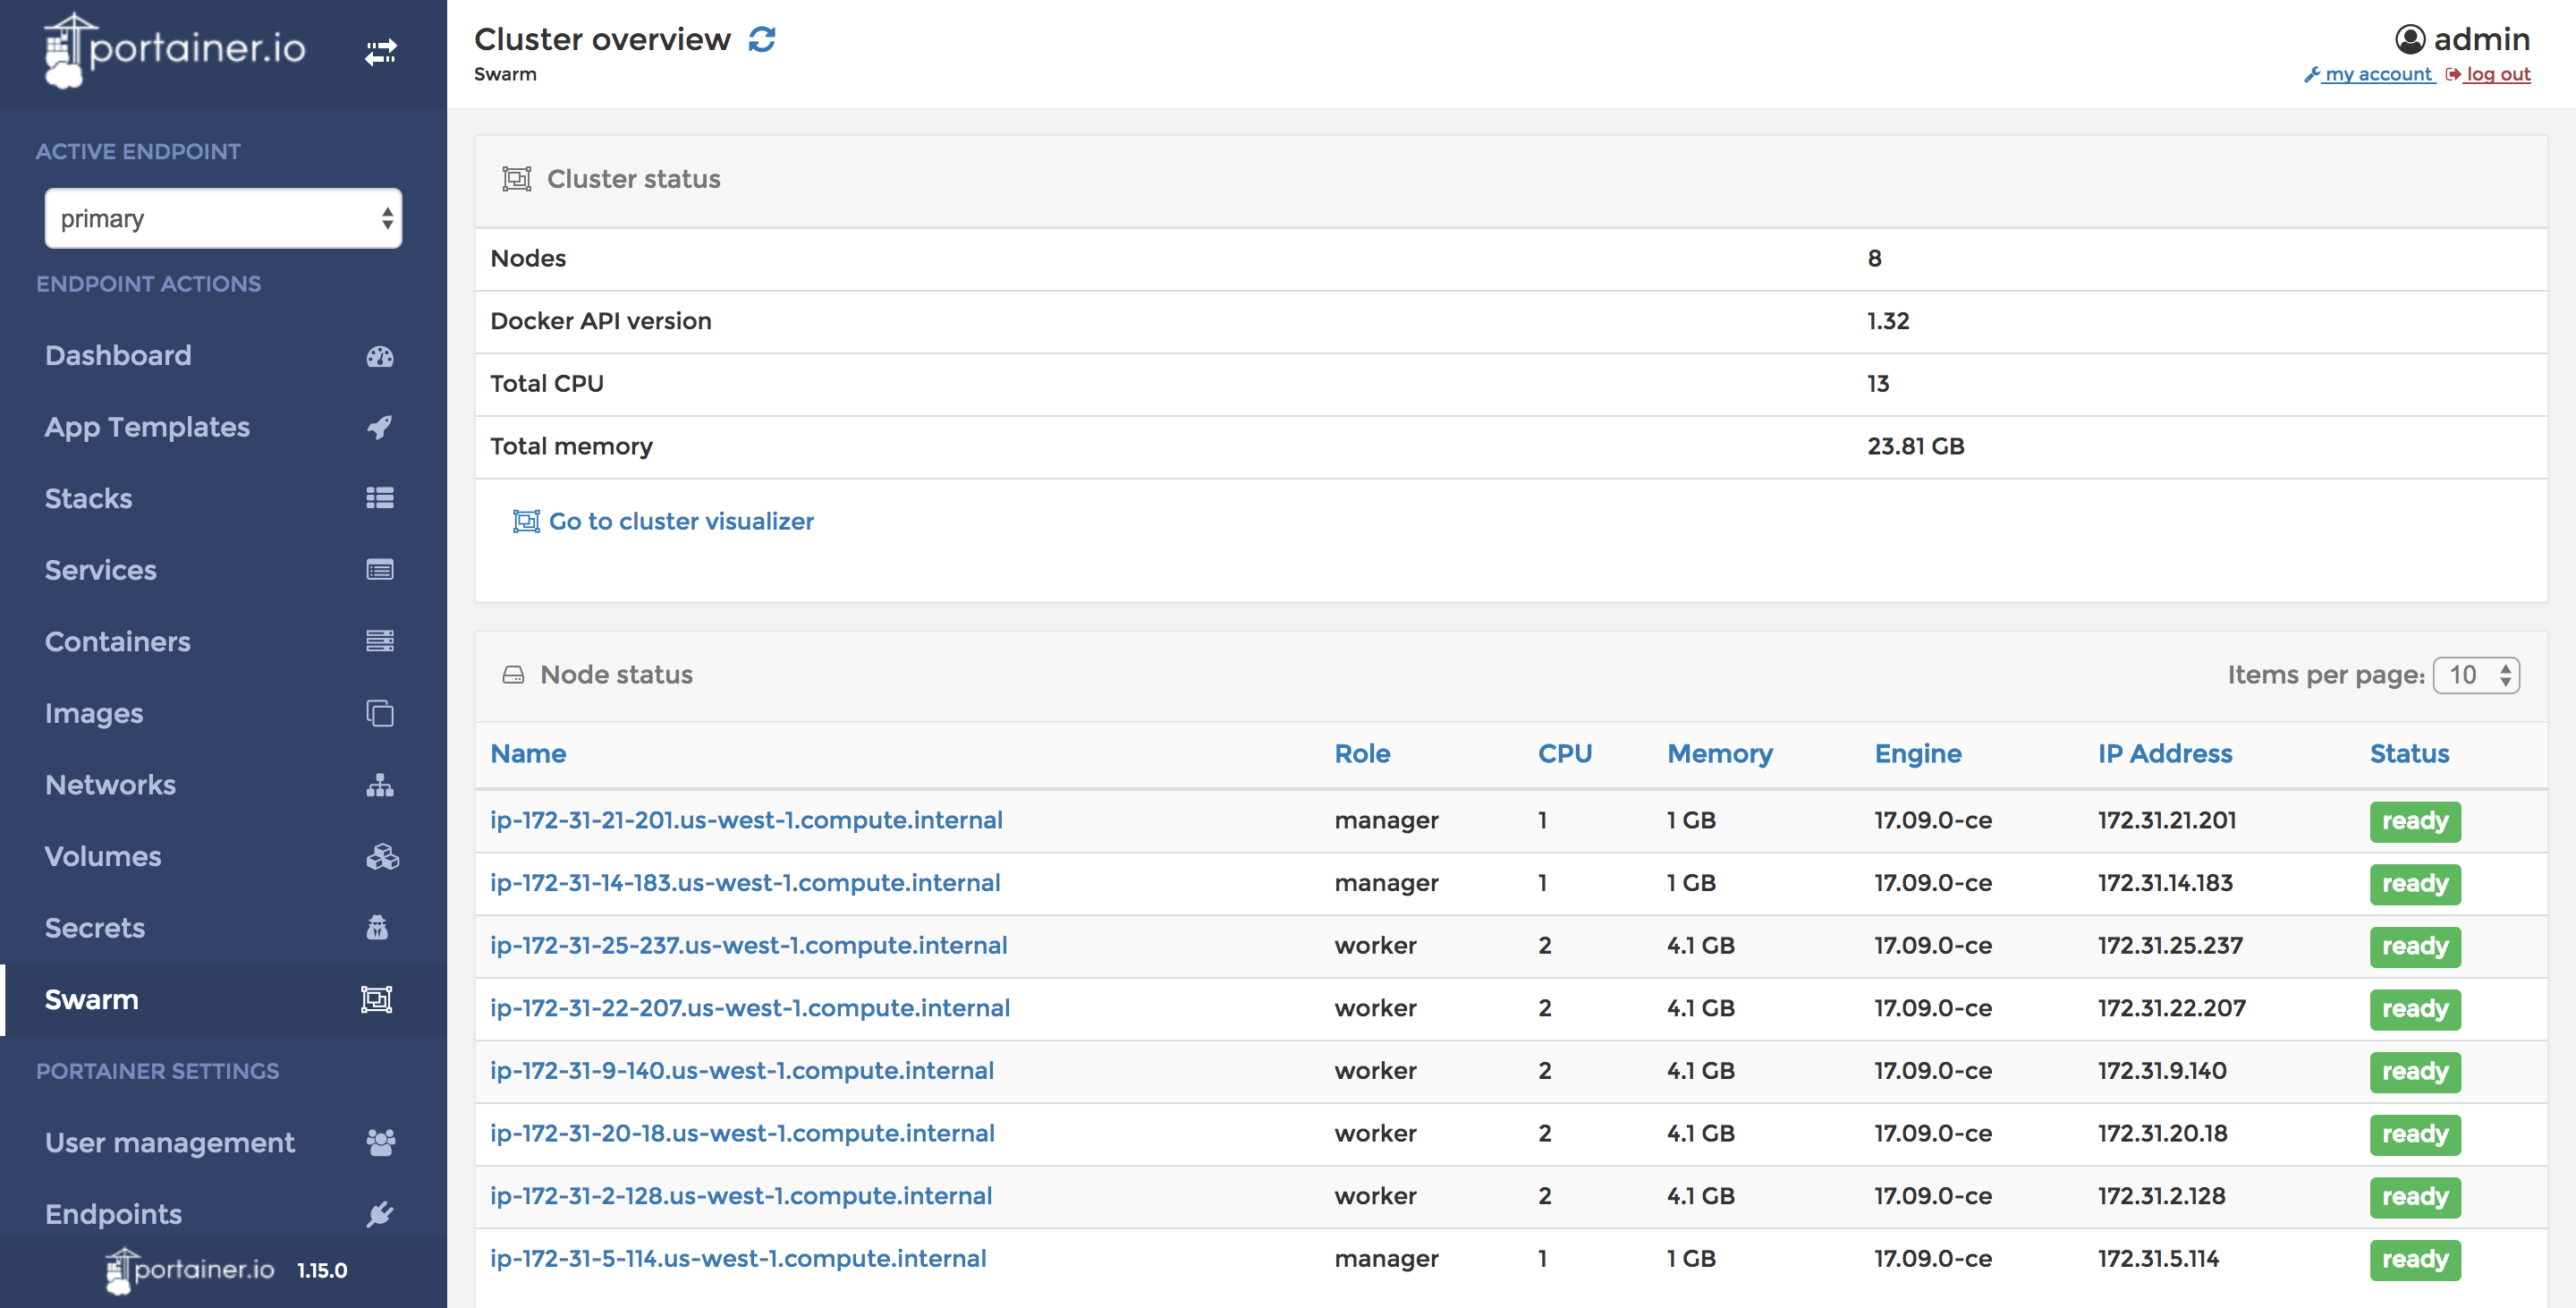 portainer.io
Cluster overview
Swarm
admin
my account log out
ACTIVE ENDPOINT
primary
ENDPOINT ACTIONS
Dashboard
App Templates
Stacks
Services
Containers
Images
Networks
Volumes
Secrets
Swarm
PORTAINER SETTINGS
User management
Endpoints
portainer.io 1.15.0
Cluster status
Nodes 8
Docker API version 1.32
Total CPU 13
Total memory 23.81 GB
Go to cluster visualizer
Node status Items per page: 10
Name Role CPU Memory Engine IP Address Status
ip-172-31-21-201.us-west-1.compute.internal manager 1 1 GB 17.09.0-ce 172.31.21.201 ready
ip-172-31-14-183.us-west-1.compute.internal manager 1 1 GB 17.09.0-ce 172.31.14.183 ready
ip-172-31-25-237.us-west-1.compute.internal worker 2 4.1 GB 17.09.0-ce 172.31.25.237 ready
ip-172-31-22-207.us-west-1.compute.internal worker 2 4.1 GB 17.09.0-ce 172.31.22.207 ready
ip-172-31-9-140.us-west-1.compute.internal worker 2 4.1 GB 17.09.0-ce 172.31.9.140 ready
ip-172-31-20-18.us-west-1.compute.internal worker 2 4.1 GB 17.09.0-ce 172.31.20.18 ready
ip-172-31-2-128.us-west-1.compute.internal worker 2 4.1 GB 17.09.0-ce 172.31.2.128 ready
ip-172-31-5-114.us-west-1.compute.internal manager 1 1 GB 17.09.0-ce 172.31.5.114 ready